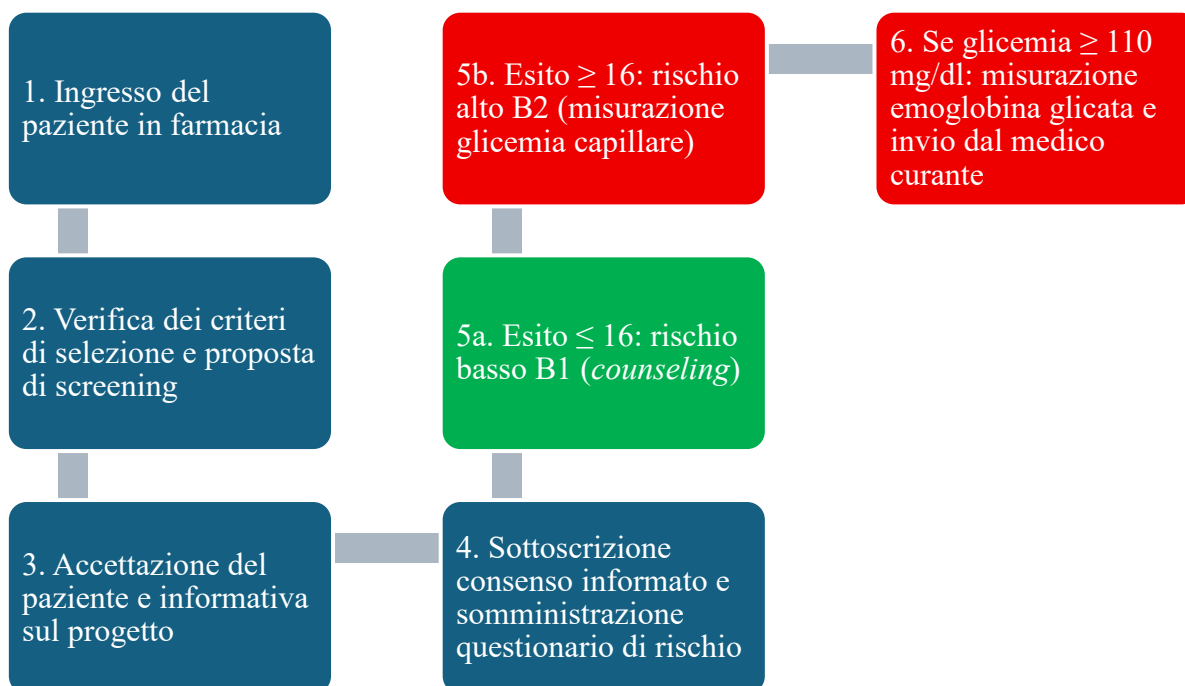 1. Ingresso del
paziente in farmacia
2. Verifica dei criteri
di selezione e proposta
di screening
3. Accettazione del
paziente e informativa
sul progetto
4. Sottoscrizione
consenso informato e
somministrazione
questionario di rischio
5a. Esito ≤ 16: rischio
basso B1 (counseling)
5b. Esito ≥ 16: rischio
alto B2 (misurazione
glicemia capillare)
6. Se glicemia ≥ 110
mg/dl: misurazione
emoglobina glicata e
invio dal medico
curante